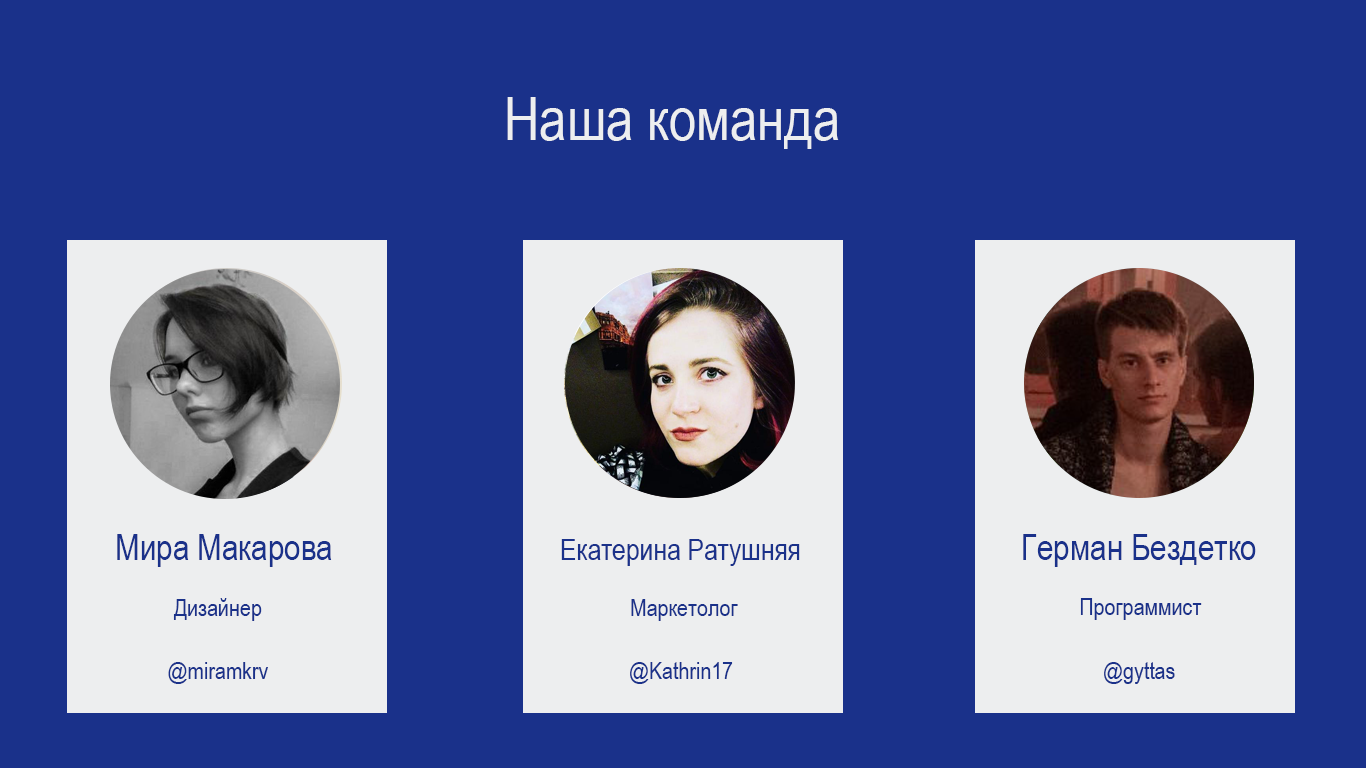 Наша команда
Мира Макарова
Дизайнер
@miramkrv
Екатерина Ратушняя
Маркетолог
@Kathrin17
Герман Бездетко
Программист
@gyttas